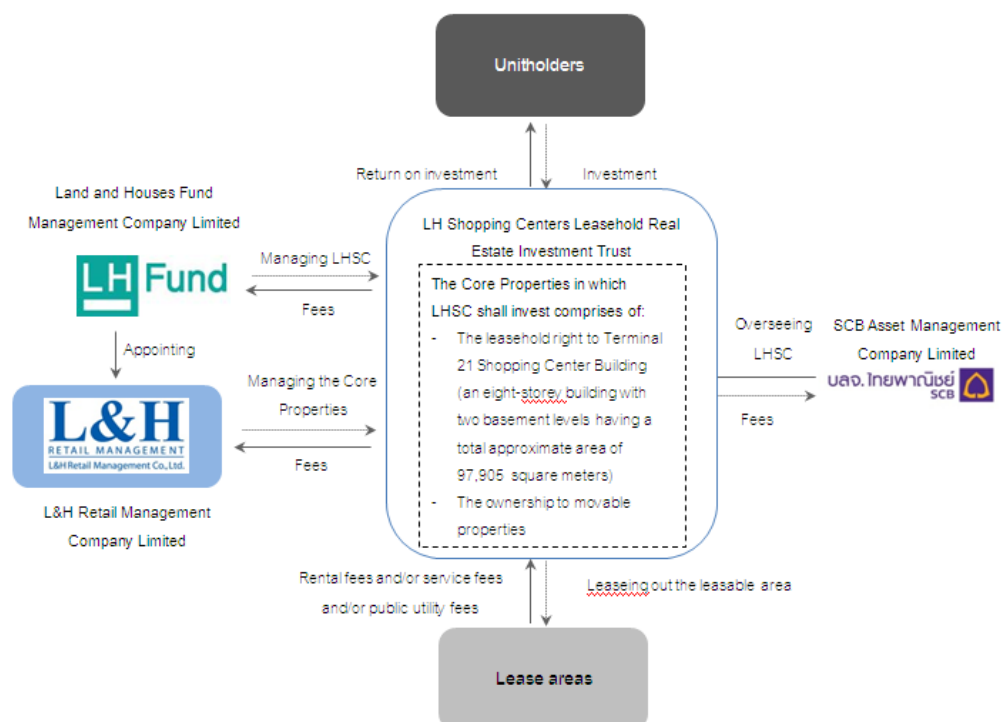 Unitholders
Return on investment
Investment
Land and Houses Fund
Management Company Limited
LH Fund
Managing LHSC
Fees
Appointing
L&H
RETAIL MANAGEMENT
L&H Retail Management Co.,Ltd.
Managing the Core
Properties
Fees
L&H Retail Management
Company Limited
LH Shopping Centers Leasehold Real
Estate Investment Trust
The Core Properties in which
LHSC shall invest comprises of:
- The leasehold right to Terminal
21 Shopping Center Building
(an eight-storey building with
two basement levels having a
total approximate area of
97,905 square meters)
- The ownership to movable
properties
Overseeing
LHSC
Fees
SCB Asset Management
Company Limited
บลจ.ไทยพาณิชย์
SCB
Rental fees and/or service fees
and/or public utility fees
Leaseing out the leasable area
Lease areas